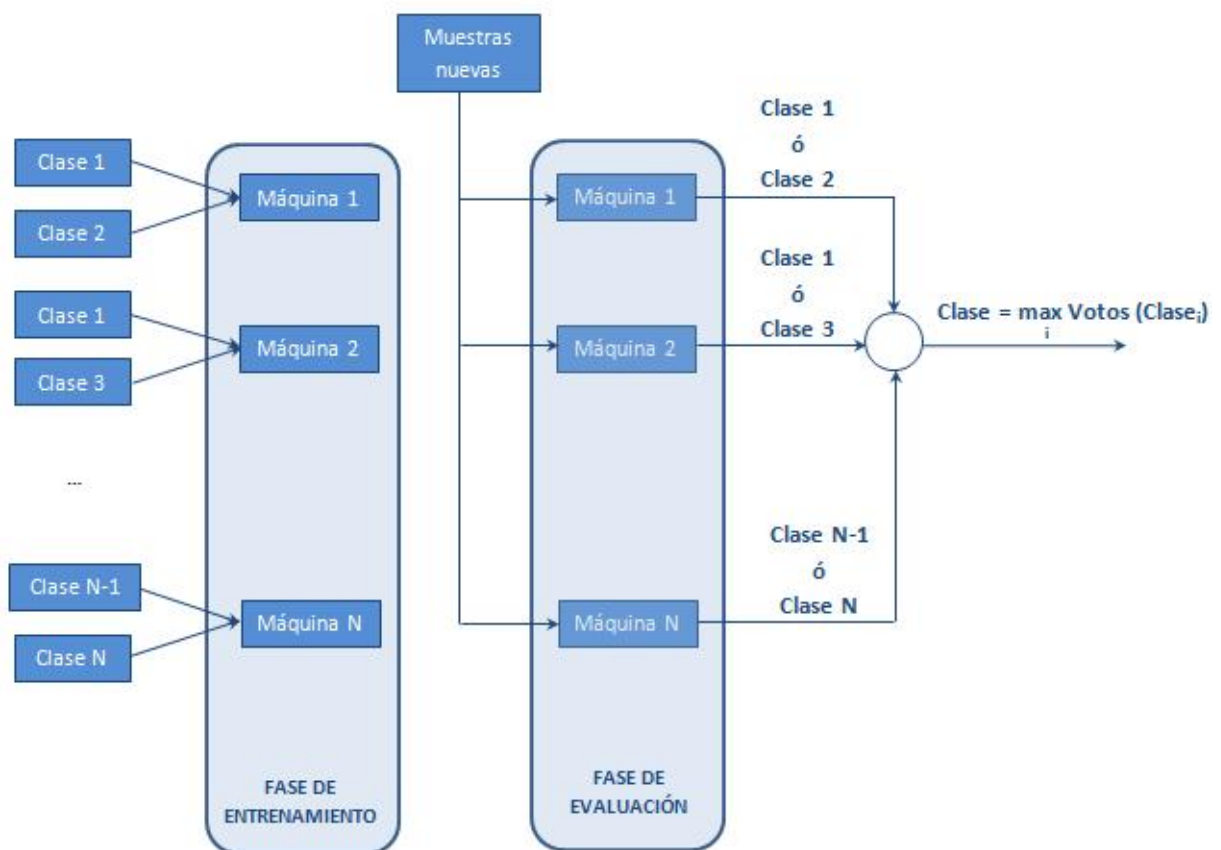 Muestras
nuevas
Clase 1
Clase 2
Clase 1
Clase 3
...
Clase N-1
Clase N
Máquina 1
Máquina 2
Máquina N
FASE DE
ENTRENAMIENTO
Máquina 1
Máquina 2
Máquina N
FASE DE
EVALUACIÓN
Clase 1
ó
Clase 2
Clase 1
ó
Clase 3
Clase N-1
ó
Clase N
Clase = max Votos (Clasei)
i